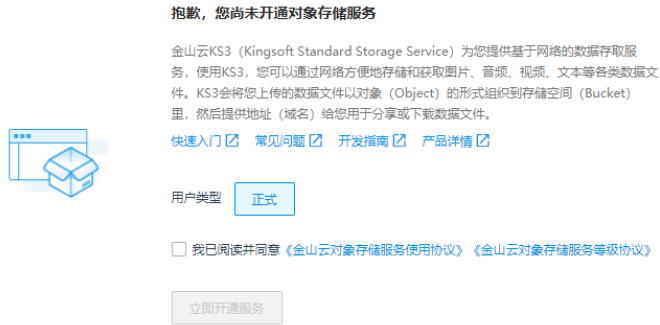 抱歉，您尚未开通对象存储服务
金山云KS3（Kingsoft Standard Storage Service）为您提供基于网络的数据存取服
务，使用KS3，您可以通过网络方便地存储和获取图片、音频、视频、文本等各类数据文
件。KS3会将您上传的数据文件以对象（Object）的形式组织到存储空间（Bucket）
里，然后提供地址（域名）给您用于分享或下载数据文件。
快速入门 常见问题 开发指南 产品详情
用户类型 正式
我已阅读并同意《金山云对象存储服务使用协议》《金山云对象存储服务等级协议》
立即开通服务